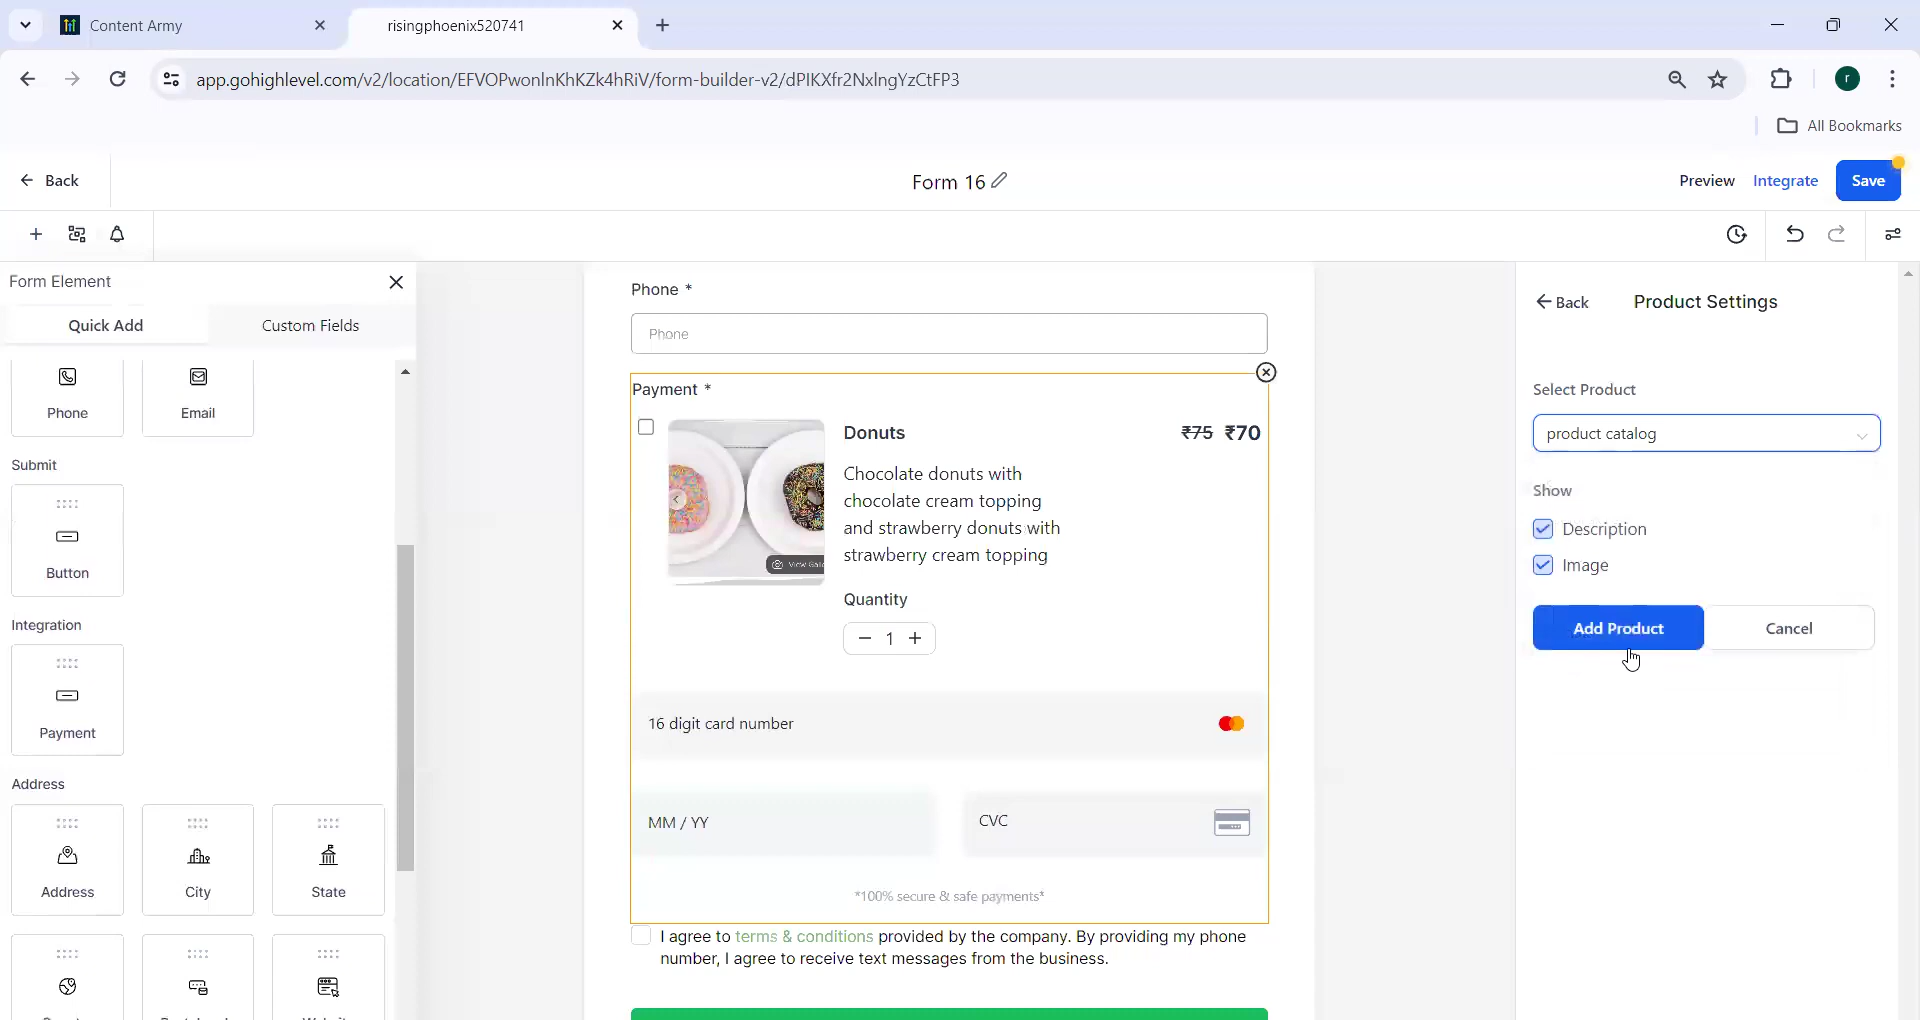 Content Army
risingphoenix520741
app.gohighlevel.com/v2/location/EFVOPwonlnKhKZk4hRiV/form-builder-v2/dPIKXfr2NxlngYzCtFP3
r
All Bookmarks
Back
Form 16
Preview
Integrate
Save
Form Element
Quick Add
Custom Fields
Phone
Email
Submit
Button
Integration
Payment
Address
Address
City
State
Phone *
Phone
Payment *
Donuts
₹75 ₹70
Chocolate donuts with
chocolate cream topping
and strawberry donuts with
strawberry cream topping
Quantity
1
16 digit card number
MM / YY
CVC
*100% secure & safe payments*
I agree to terms & conditions provided by the company. By providing my phone
number, I agree to receive text messages from the business.
Back
Product Settings
Select Product
product catalog
Show
Description
Image
Add Product
Cancel